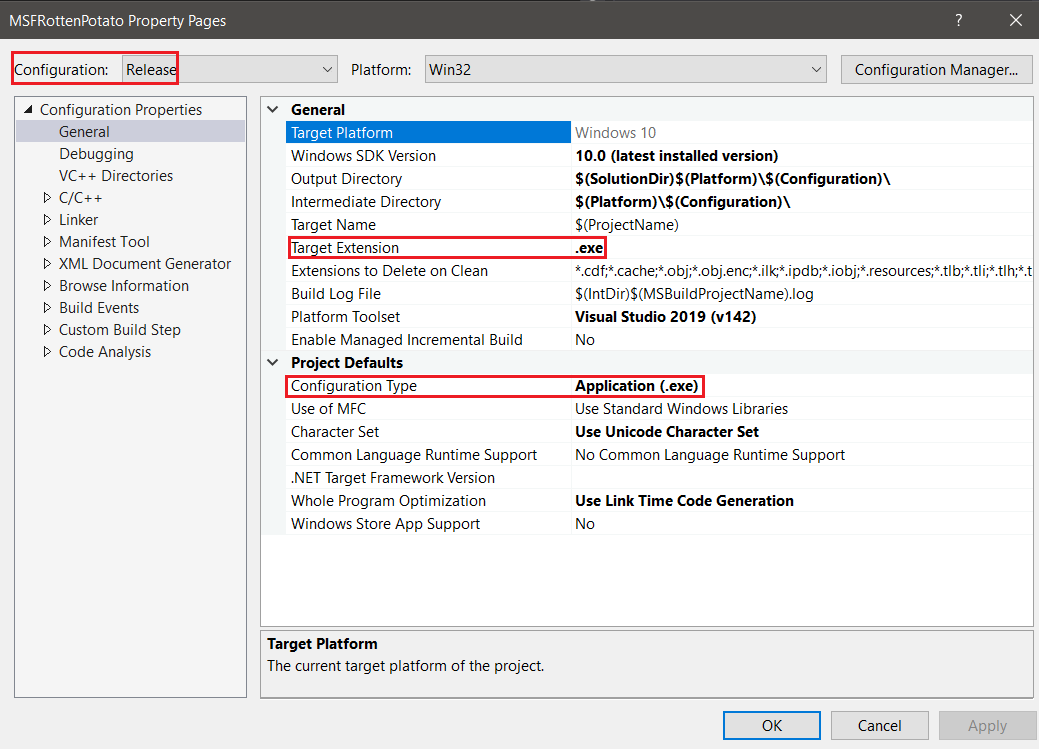 MSFRottenPotato Property Pages ?
Configuration: Release Platform: Win32 Configuration Manager...
Configuration Properties
General
Debugging
VC++ Directories
C/C++
Linker
Manifest Tool
XML Document Generator
Browse Information
Build Events
Custom Build Step
Code Analysis
General
Target Platform Windows 10
Windows SDK Version 10.0 (latest installed version)
Output Directory $(SolutionDir)$(Platform)\$(Configuration)\
Intermediate Directory $(Platform)\$(Configuration)\
Target Name $(ProjectName)
Target Extension .exe
Extensions to Delete on Clean *.cdf;*.cache;*.obj;*.obj.enc;*.ilk;*.ipdb;*.iobj;*.resources;*.tlb;*.tli;*.tlh;*.t
Build Log File $(IntDir)$(MSBuildProjectName).log
Platform Toolset Visual Studio 2019 (v142)
Enable Managed Incremental Build No
Project Defaults
Configuration Type Application (.exe)
Use of MFC Use Standard Windows Libraries
Character Set Use Unicode Character Set
Common Language Runtime Support No Common Language Runtime Support
.NET Target Framework Version
Whole Program Optimization Use Link Time Code Generation
Windows Store App Support No
Target Platform
The current target platform of the project.
OK Cancel Apply